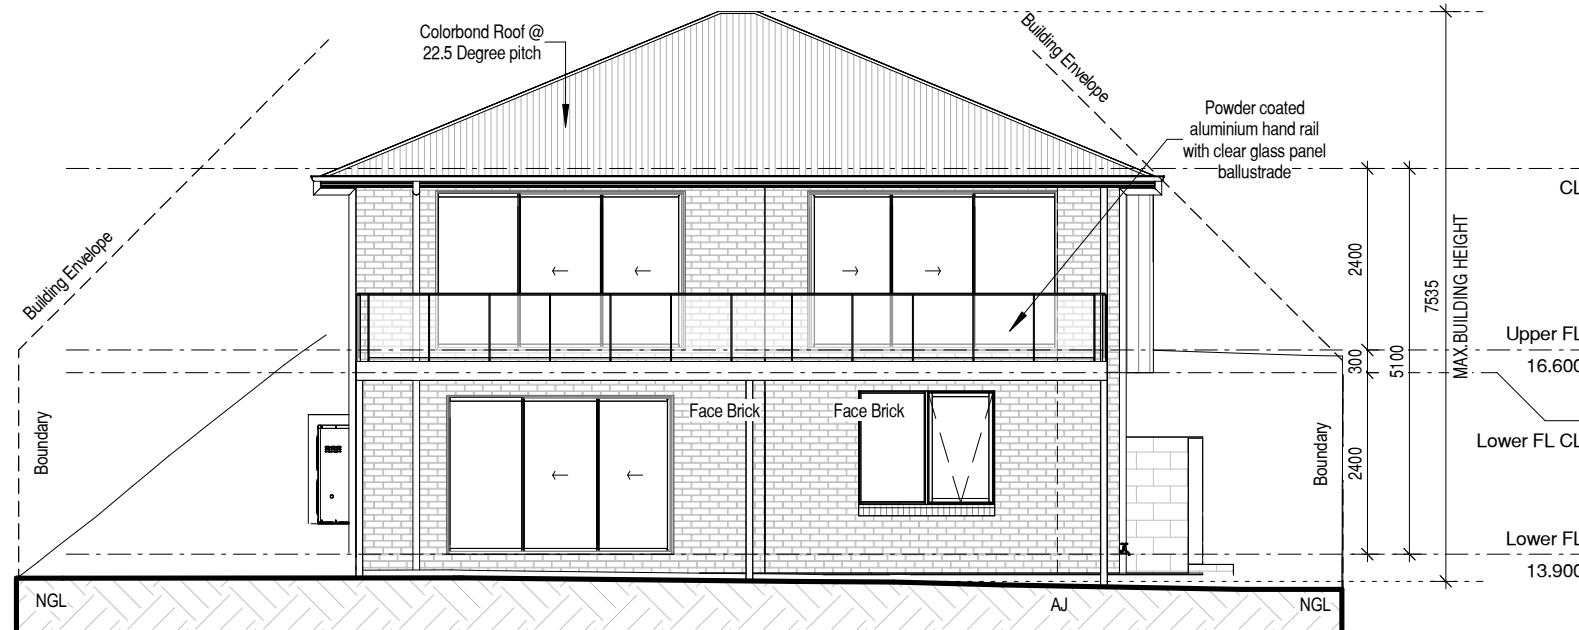 Colorbond Roof @
22.5 Degree pitch
Building Envelope
Powder coated
aluminium hand rail
with clear glass panel
ballustrade
CL
Building Envelope
2400
7535
MAX.BUILDING HEIGHT
Upper FL
16.600
300
5100
Face Brick
Face Brick
Boundary
Boundary
2400
Lower FL CL
Lower FL
13.900
NGL
AJ
NGL